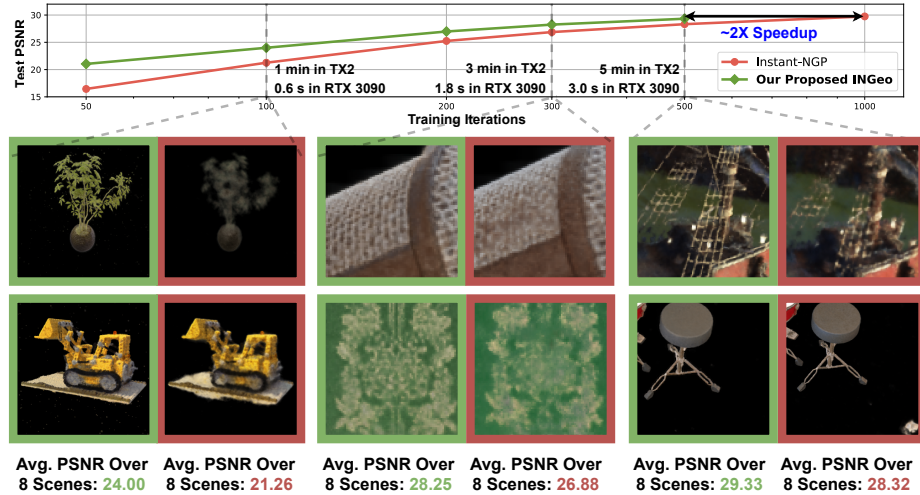 Test PSNR
30
25
20
15
50
100
200
300
500
1000
Training Iterations
1 min in TX2
0.6 s in RTX 3090
3 min in TX2
1.8 s in RTX 3090
5 min in TX2
3.0 s in RTX 3090
~2X Speedup
Instant-NGP
Our Proposed INGeo
Avg. PSNR Over
8 Scenes: 24.00
Avg. PSNR Over
8 Scenes: 21.26
Avg. PSNR Over
8 Scenes: 28.25
Avg. PSNR Over
8 Scenes: 26.88
Avg. PSNR Over
8 Scenes: 29.33
Avg. PSNR Over
8 Scenes: 28.32